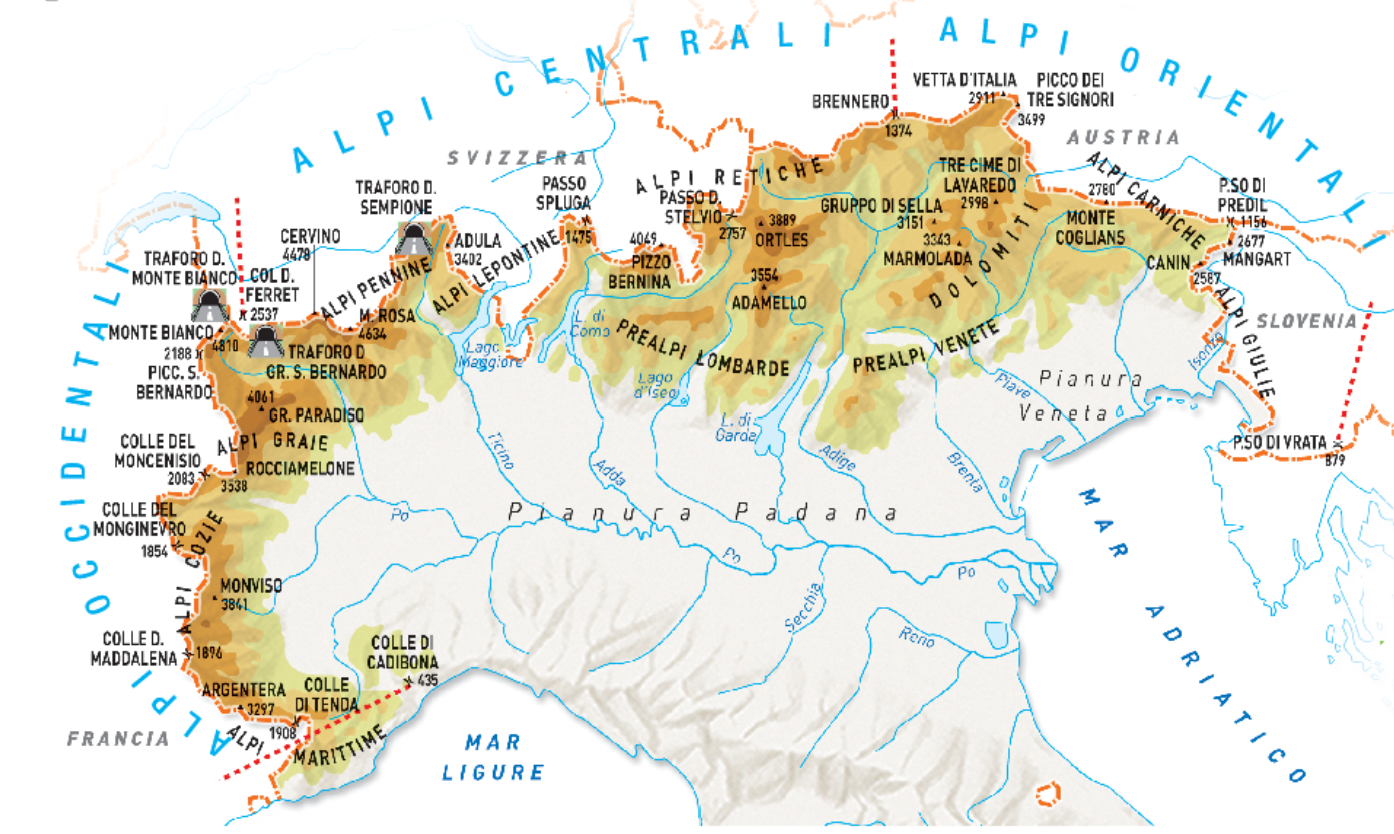 ALPI CENTRALI
ALPI ORIENTALI
ALPI OCCIDENTALI
SVIZZERA
AUSTRIA
SLOVENIA
FRANCIA
VETTA D'ITALIA
2911
PICCO DEI
TRE SIGNORI
3499
BRENNERO
1374
ALPI RETICHE
ALPI CARNICHE
TRE CIME DI
LAVAREDO
2998
2780
MONTE
COGLIANS
P.SO DI
PREDIL
1156
2677
MANGART
CANIN
2587
ALPI GIULIE
P.SO DI VRATA
879
GRUPPO DI SELLA
3151
3343
MARMOLADA
DOLOMITI
PASSO D.
STELVIO
2757
3889
ORTLES
3554
ADAMELLO
PASSO
SPLUGA
1475
4049
PIZZO
BERNINA
TRAFORO D.
SEMPIONE
ADULA
3402
ALPI LEPONTINE
CERVINO
4478
ALPI PENNINE
M. ROSA
4634
TRAFORO D.
MONTE BIANCO
COL D.
FERRET
2537
MONTE BIANCO
4810
2188
PICC. S.
BERNARDO
TRAFORO D
GR. S. BERNARDO
4061
GR. PARADISO
ALPI GRAIE
COLLE DEL
MONCENISIO
2083
ROCCIAMELONE
3538
COLLE DEL
MONGINEVRO
1854
ALPI COZIE
MONVISO
3841
COLLE D.
MADDALENA
1896
ARGENTERA
3297
COLLE
DI TENDA
1908
COLLE DI
CADIBONA
435
ALPI MARITTIME
PREALPI LOMBARDE
PREALPI VENETE
Lago
Maggiore
L. di
Como
Lago
d'Iseo
L. di
Garda
Ticino
Adda
Adige
Brenta
Piave
Isonzo
Po
Po
Po
Secchia
Reno
Pianura Padana
Pianura
Veneta
MAR
LIGURE
MAR ADRIATICO